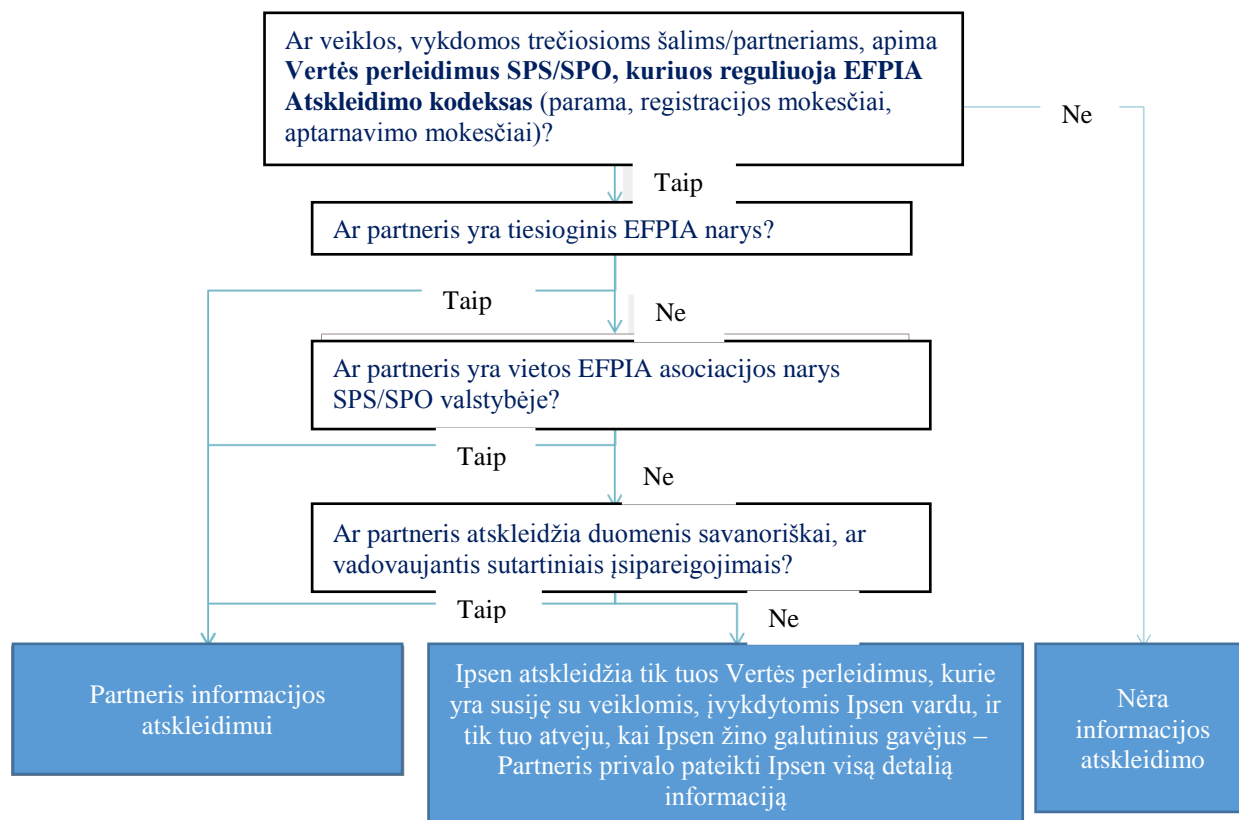 Ar veiklos, vykdomos trečiosioms šalims/partneriams, apima
Vertės perleidimus SPS/SPO, kuriuos reguliuoja EFPIA
Atskleidimo kodeksas (parama, registracijos mokesčiai,
aptarnavimo mokesčiai)?
Ne
Taip
Ar partneris yra tiesioginis EFPIA narys?
Taip
Ne
Ar partneris yra vietos EFPIA asociacijos narys
SPS/SPO valstybėje?
Taip
Ne
Ar partneris atskleidžia duomenis savanoriškai, ar
vadovaujantis sutartiniais įsipareigojimais?
Taip
Ne
Partneris informacijos
atskleidimui
Ipsen atskleidžia tik tuos Vertės perleidimus, kurie
yra susiję su veiklomis, įvykdytomis Ipsen vardu, ir
tik tuo atveju, kai Ipsen žino galutinius gavėjus –
Partneris privalo pateikti Ipsen visą detalią
informaciją
Nėra
informacijos
atskleidimo